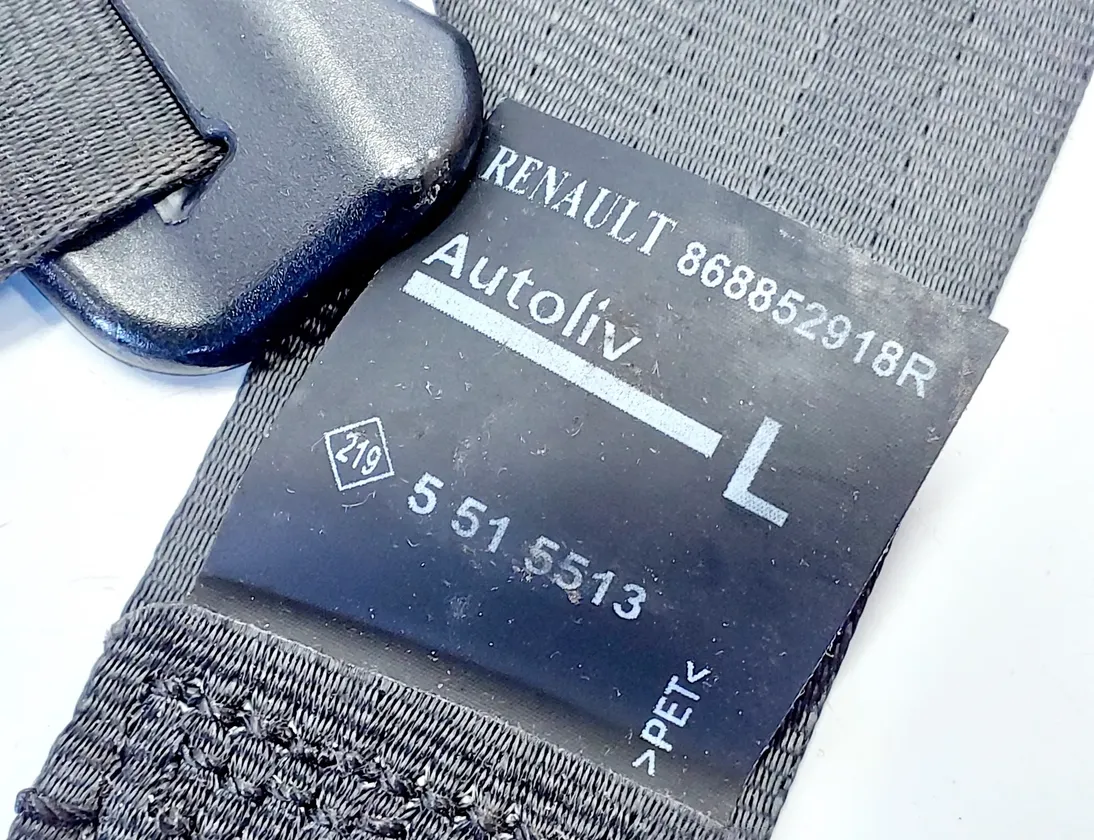 RENAULT 868852918R
Autoliv
L
219 5 51 5513
>PET<